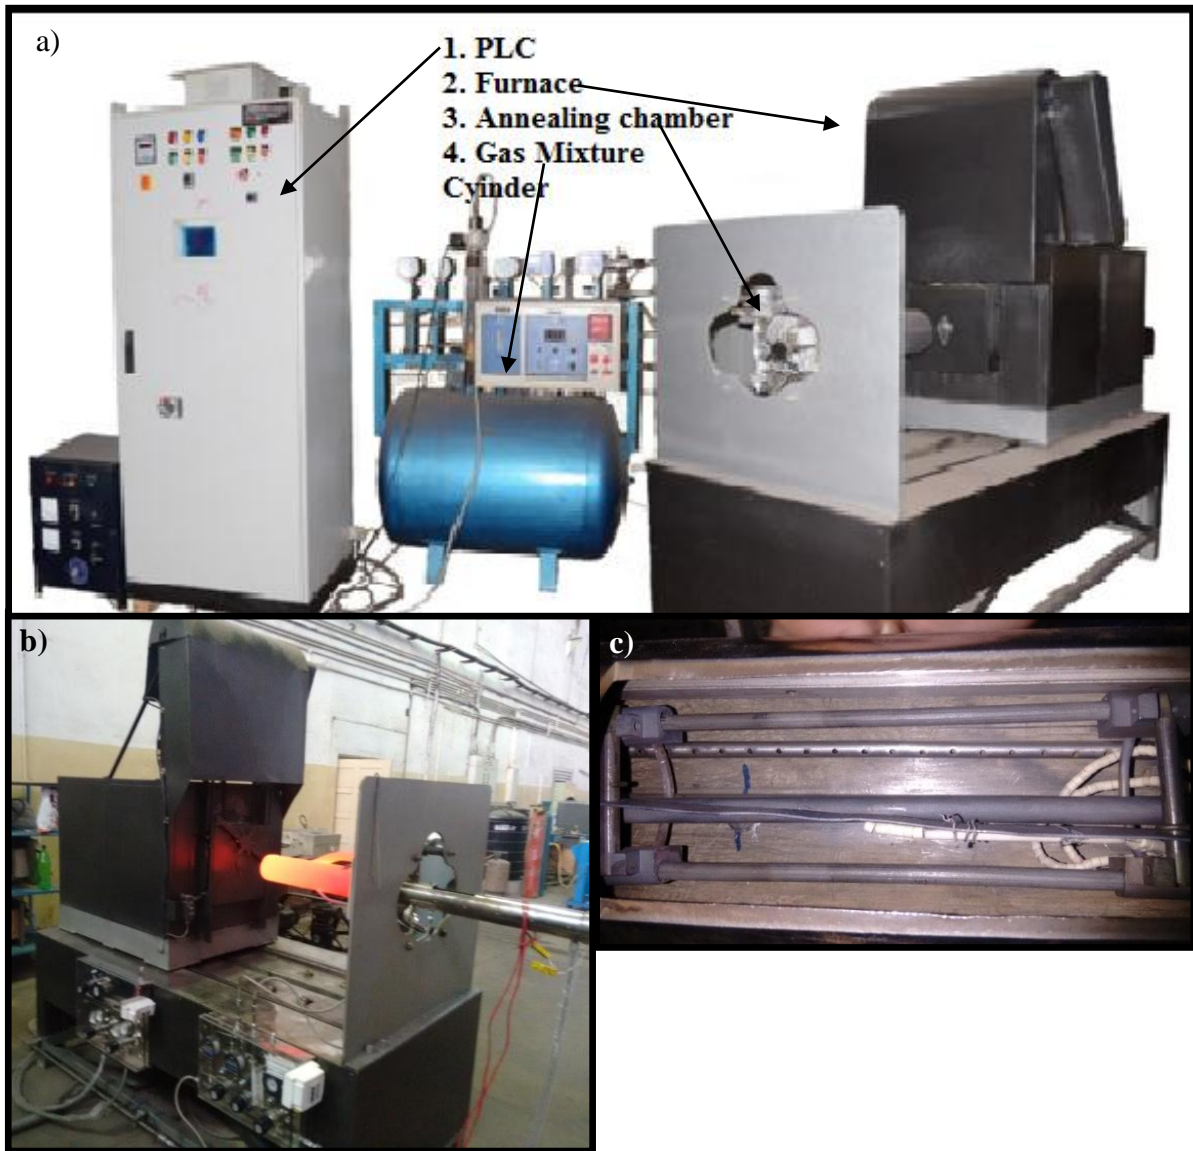 a)
1. PLC
2. Furnace
3. Annealing chamber
4. Gas Mixture
Cyinder
b)
c)